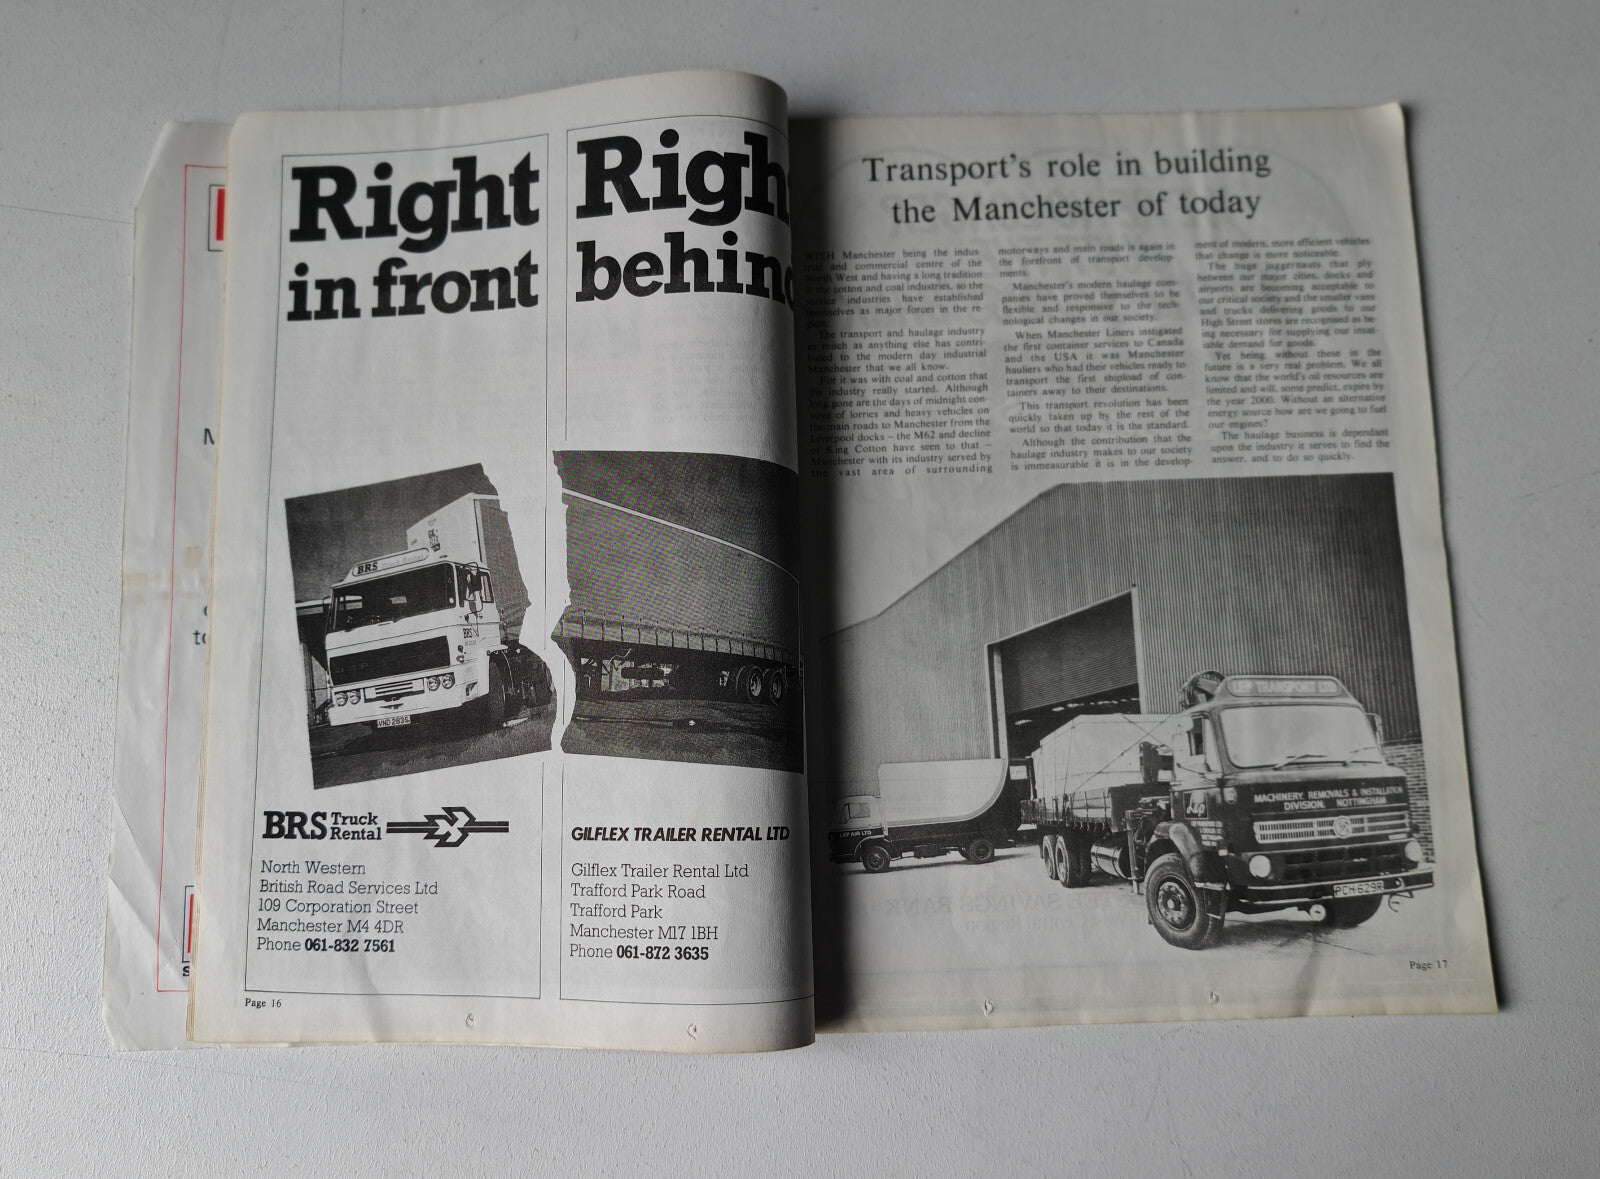 Right
in front
BRS
Truck Rental
VND 283S
BRS Truck
Rental
North Western
British Road Services Ltd
109 Corporation Street
Manchester M4 4DR
Phone 061-832 7561
Page 16
Righ
behind
GILFLEX TRAILER RENTAL LTD
Gilflex Trailer Rental Ltd
Trafford Park Road
Trafford Park
Manchester M17 1BH
Phone 061-872 3635
Transport's role in building
the Manchester of today
WITH Manchester being the indus-
and commercial centre of the
North West and having a long tradition
in the cotton and coal industries, so the
service industries have established
themselves as major forces in the re-
The transport and haulage industry
as much as anything else has contri-
buted to the modern day industrial
Manchester that we all know.
For it was with coal and cotton that
the industry really started. Although
long gone are the days of midnight con-
voys of lorries and heavy vehicles on
the main roads to Manchester from the
Liverpool docks – the M62 and decline
of King Cotton have seen to that –
Manchester with its industry served by
the vast area of surrounding
motorways and main roads is again in
the forefront of transport develop-
ments.
Manchester's modern haulage com-
panies have proved themselves to be
flexible and responsive to the tech-
nological changes in our society.
When Manchester Liners instigated
the first container services to Canada
and the USA it was Manchester
hauliers who had their vehicles ready to
transport the first shipload of con-
tainers away to their destinations.
This transport revolution has been
quickly taken up by the rest of the
world so that today it is the standard.
Although the contribution that the
haulage industry makes to our society
is immeasurable it is in the develop-
ment of modern, more efficient vehicles
that change is more noticeable.
The huge juggernauts that ply
between our major cities, docks and
airports are becoming acceptable to
our critical society and the smaller vans
and trucks delivering goods to our
High Street stores are recognised as be-
ing necessary for supplying our insat-
iable demand for goods.
Yet being without these in the
future is a very real problem. We all
know that the world's oil resources are
limited and will, some predict, expire by
the year 2000. Without an alternative
energy source how are we going to fuel
our engines?
The haulage business is dependant
upon the industry it serves to find the
answer, and to do so quickly.
LEP TRANSPORT LTD
LEP AIR LTD
Lep
MACHINERY REMOVALS & INSTALLATION
DIVISION. NOTTINGHAM
PCH 629R
Page 17